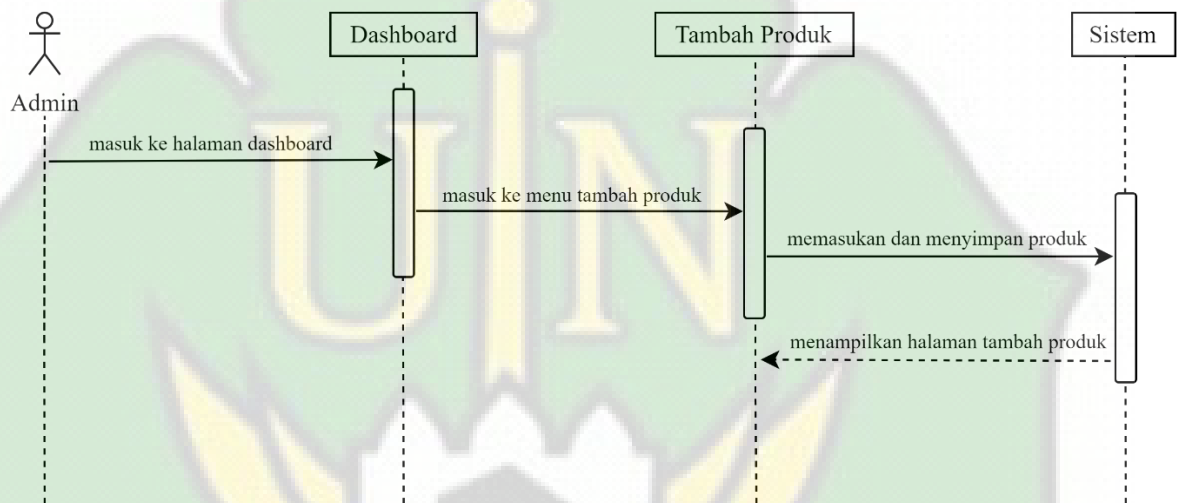 Dashboard
Tambah Produk
Sistem
Admin
masuk ke halaman dashboard
masuk ke menu tambah produk
memasukan dan menyimpan produk
menampilkan halaman tambah produk
UIN